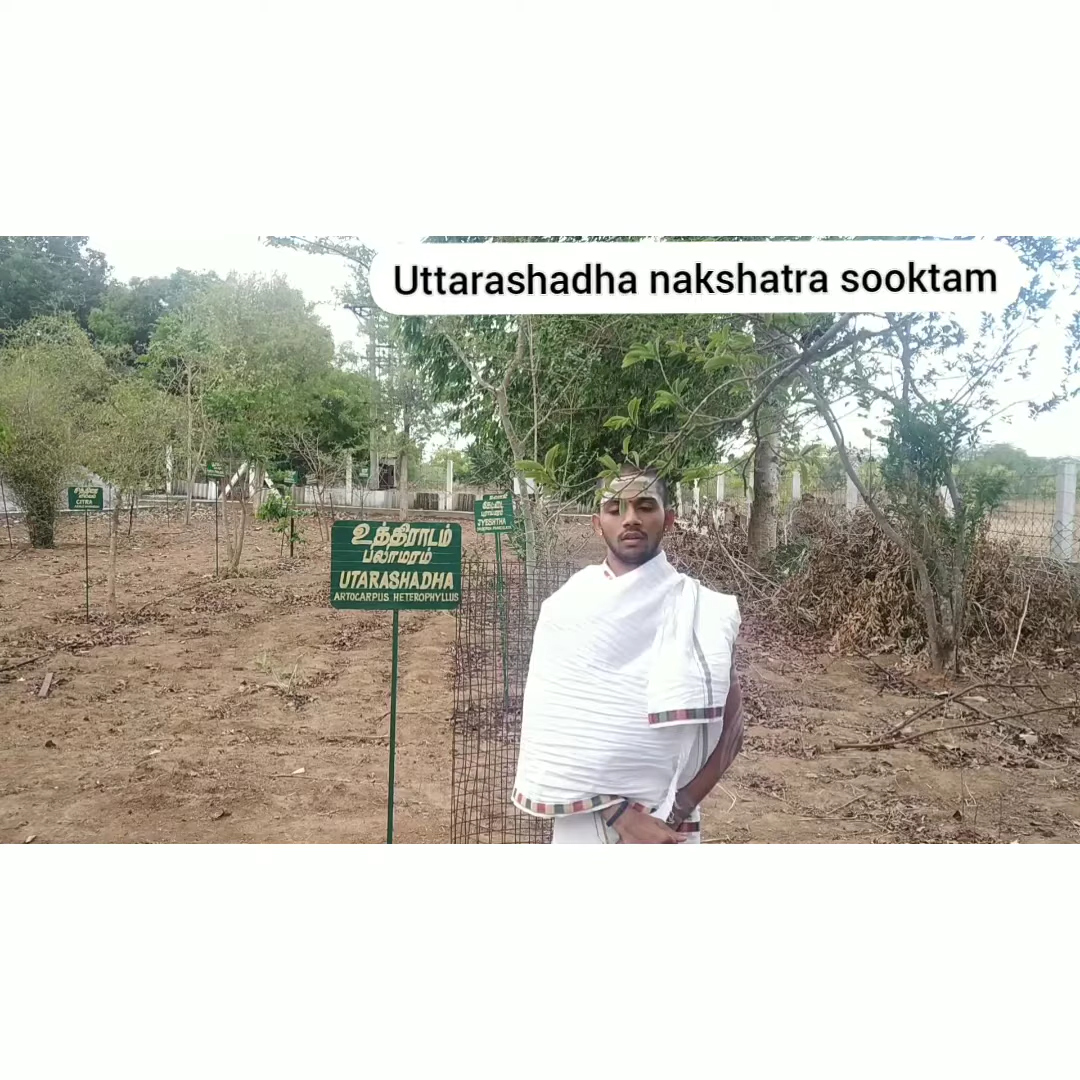 Uttarashadha nakshatra sooktam
உத்திராடம்
பலாமரம்
UTARASHADHA
ARTOCARPUS HETEROPHYLLUS
CITRA
JYESHTHA